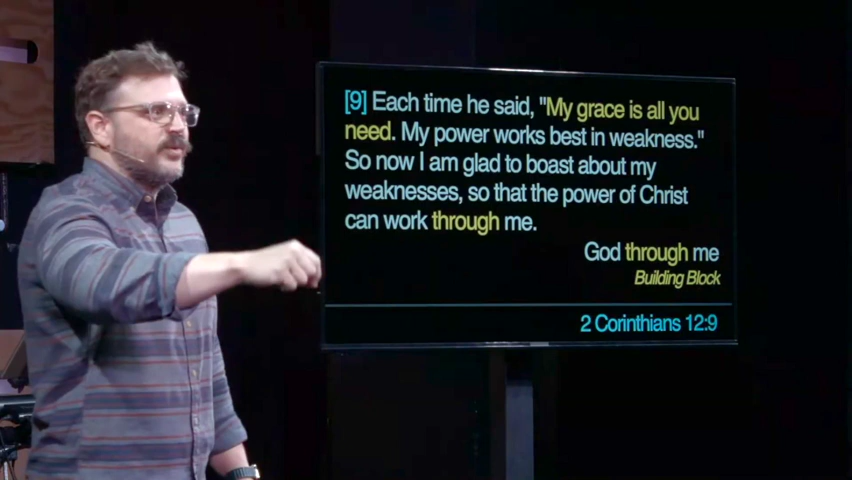 [9] Each time he said, "My grace is all you
need. My power works best in weakness."
So now I am glad to boast about my
weaknesses, so that the power of Christ
can work through me.
God through me
Building Block
2 Corinthians 12:9